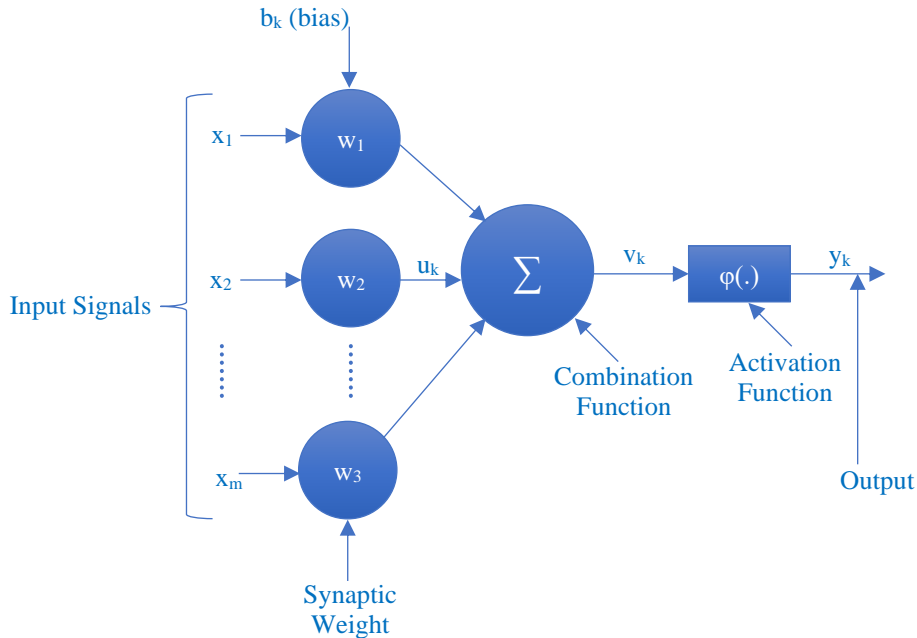 bₖ (bias)
x₁
w₁
x₂
w₂
uₖ
∑
vₖ
φ(.)
yₖ
Input Signals
Combination
Function
Activation
Function
xₘ
w₃
Output
Synaptic
Weight